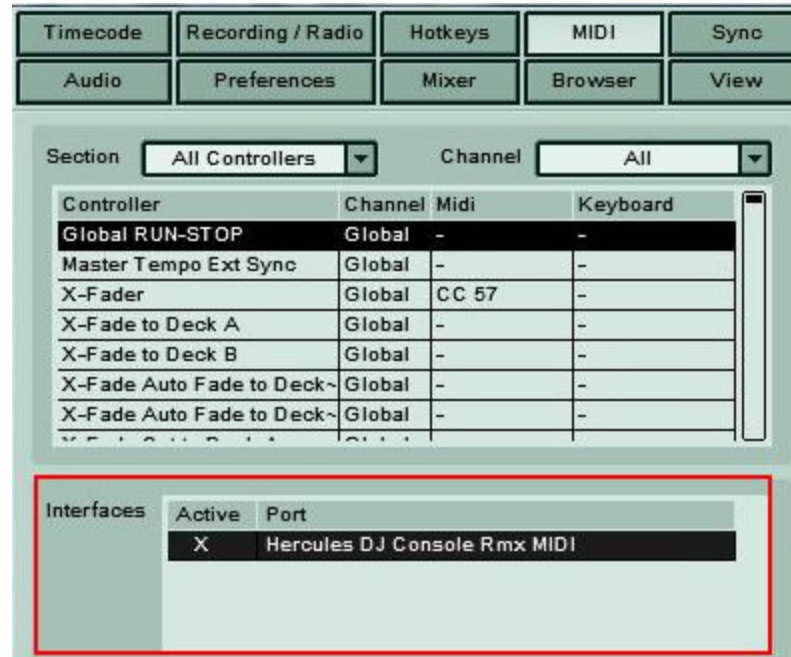 Timecode Recording / Radio Hotkeys MIDI Sync
Audio Preferences Mixer Browser View
Section All Controllers Channel All
Controller Channel Midi Keyboard
Global RUN-STOP Global - -
Master Tempo Ext Sync Global - -
X-Fader Global CC 57 -
X-Fade to Deck A Global - -
X-Fade to Deck B Global - -
X-Fade Auto Fade to Deck~ Global - -
X-Fade Auto Fade to Deck~ Global - -
Interfaces Active Port
X Hercules DJ Console Rmx MIDI